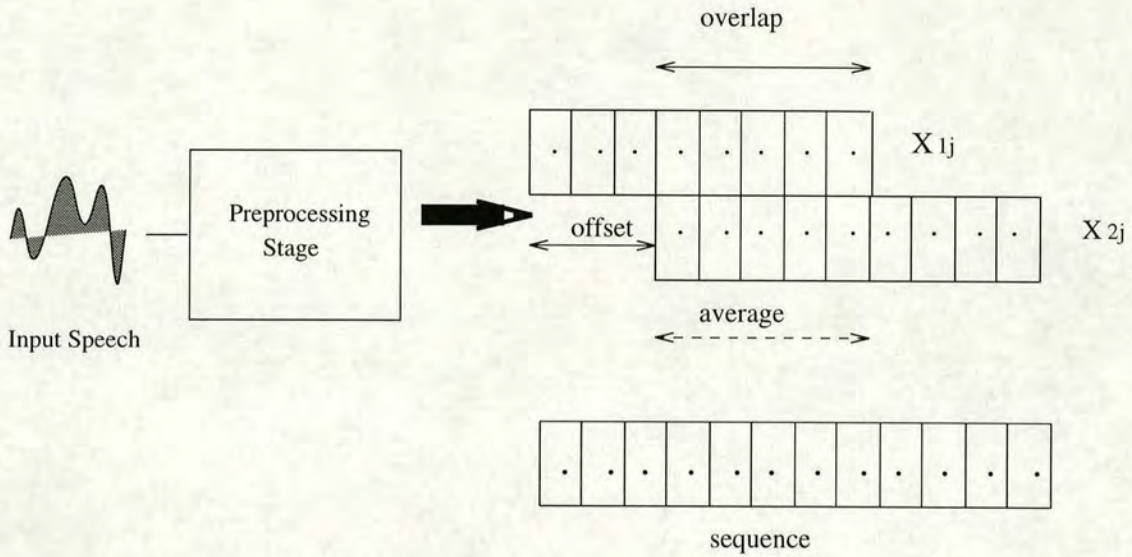 overlap
X 1j
Preprocessing
Stage
offset
X 2j
Input Speech
average
sequence